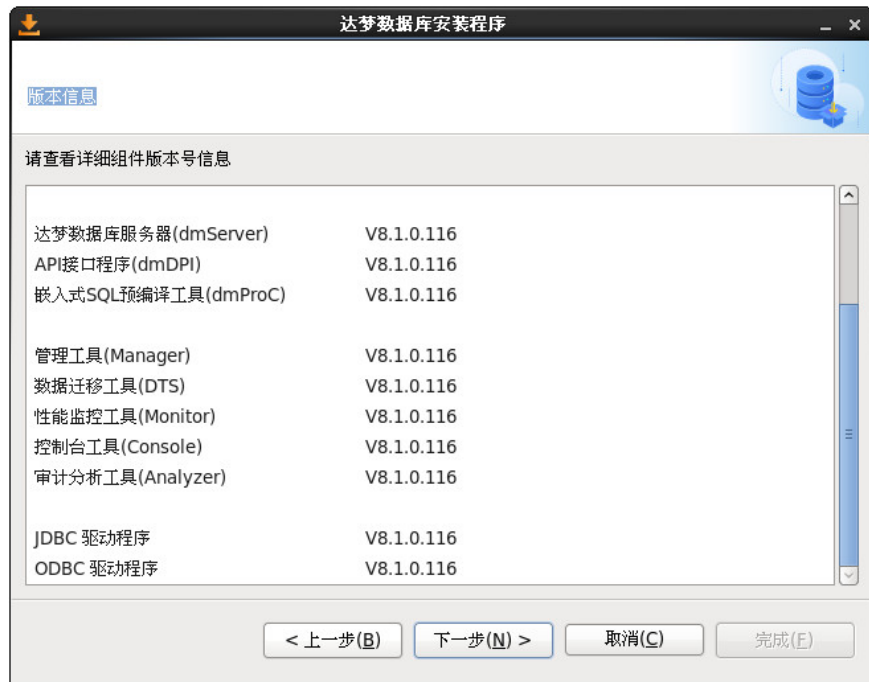 达梦数据库安装程序
版本信息
请查看详细组件版本号信息
达梦数据库服务器(dmServer) V8.1.0.116
API接口程序(dmDPI) V8.1.0.116
嵌入式SQL预编译工具(dmProC) V8.1.0.116
管理工具(Manager) V8.1.0.116
数据迁移工具(DTS) V8.1.0.116
性能监控工具(Monitor) V8.1.0.116
控制台工具(Console) V8.1.0.116
审计分析工具(Analyzer) V8.1.0.116
JDBC 驱动程序 V8.1.0.116
ODBC 驱动程序 V8.1.0.116
< 上一步(B) 下一步(N) > 取消(C) 完成(F)